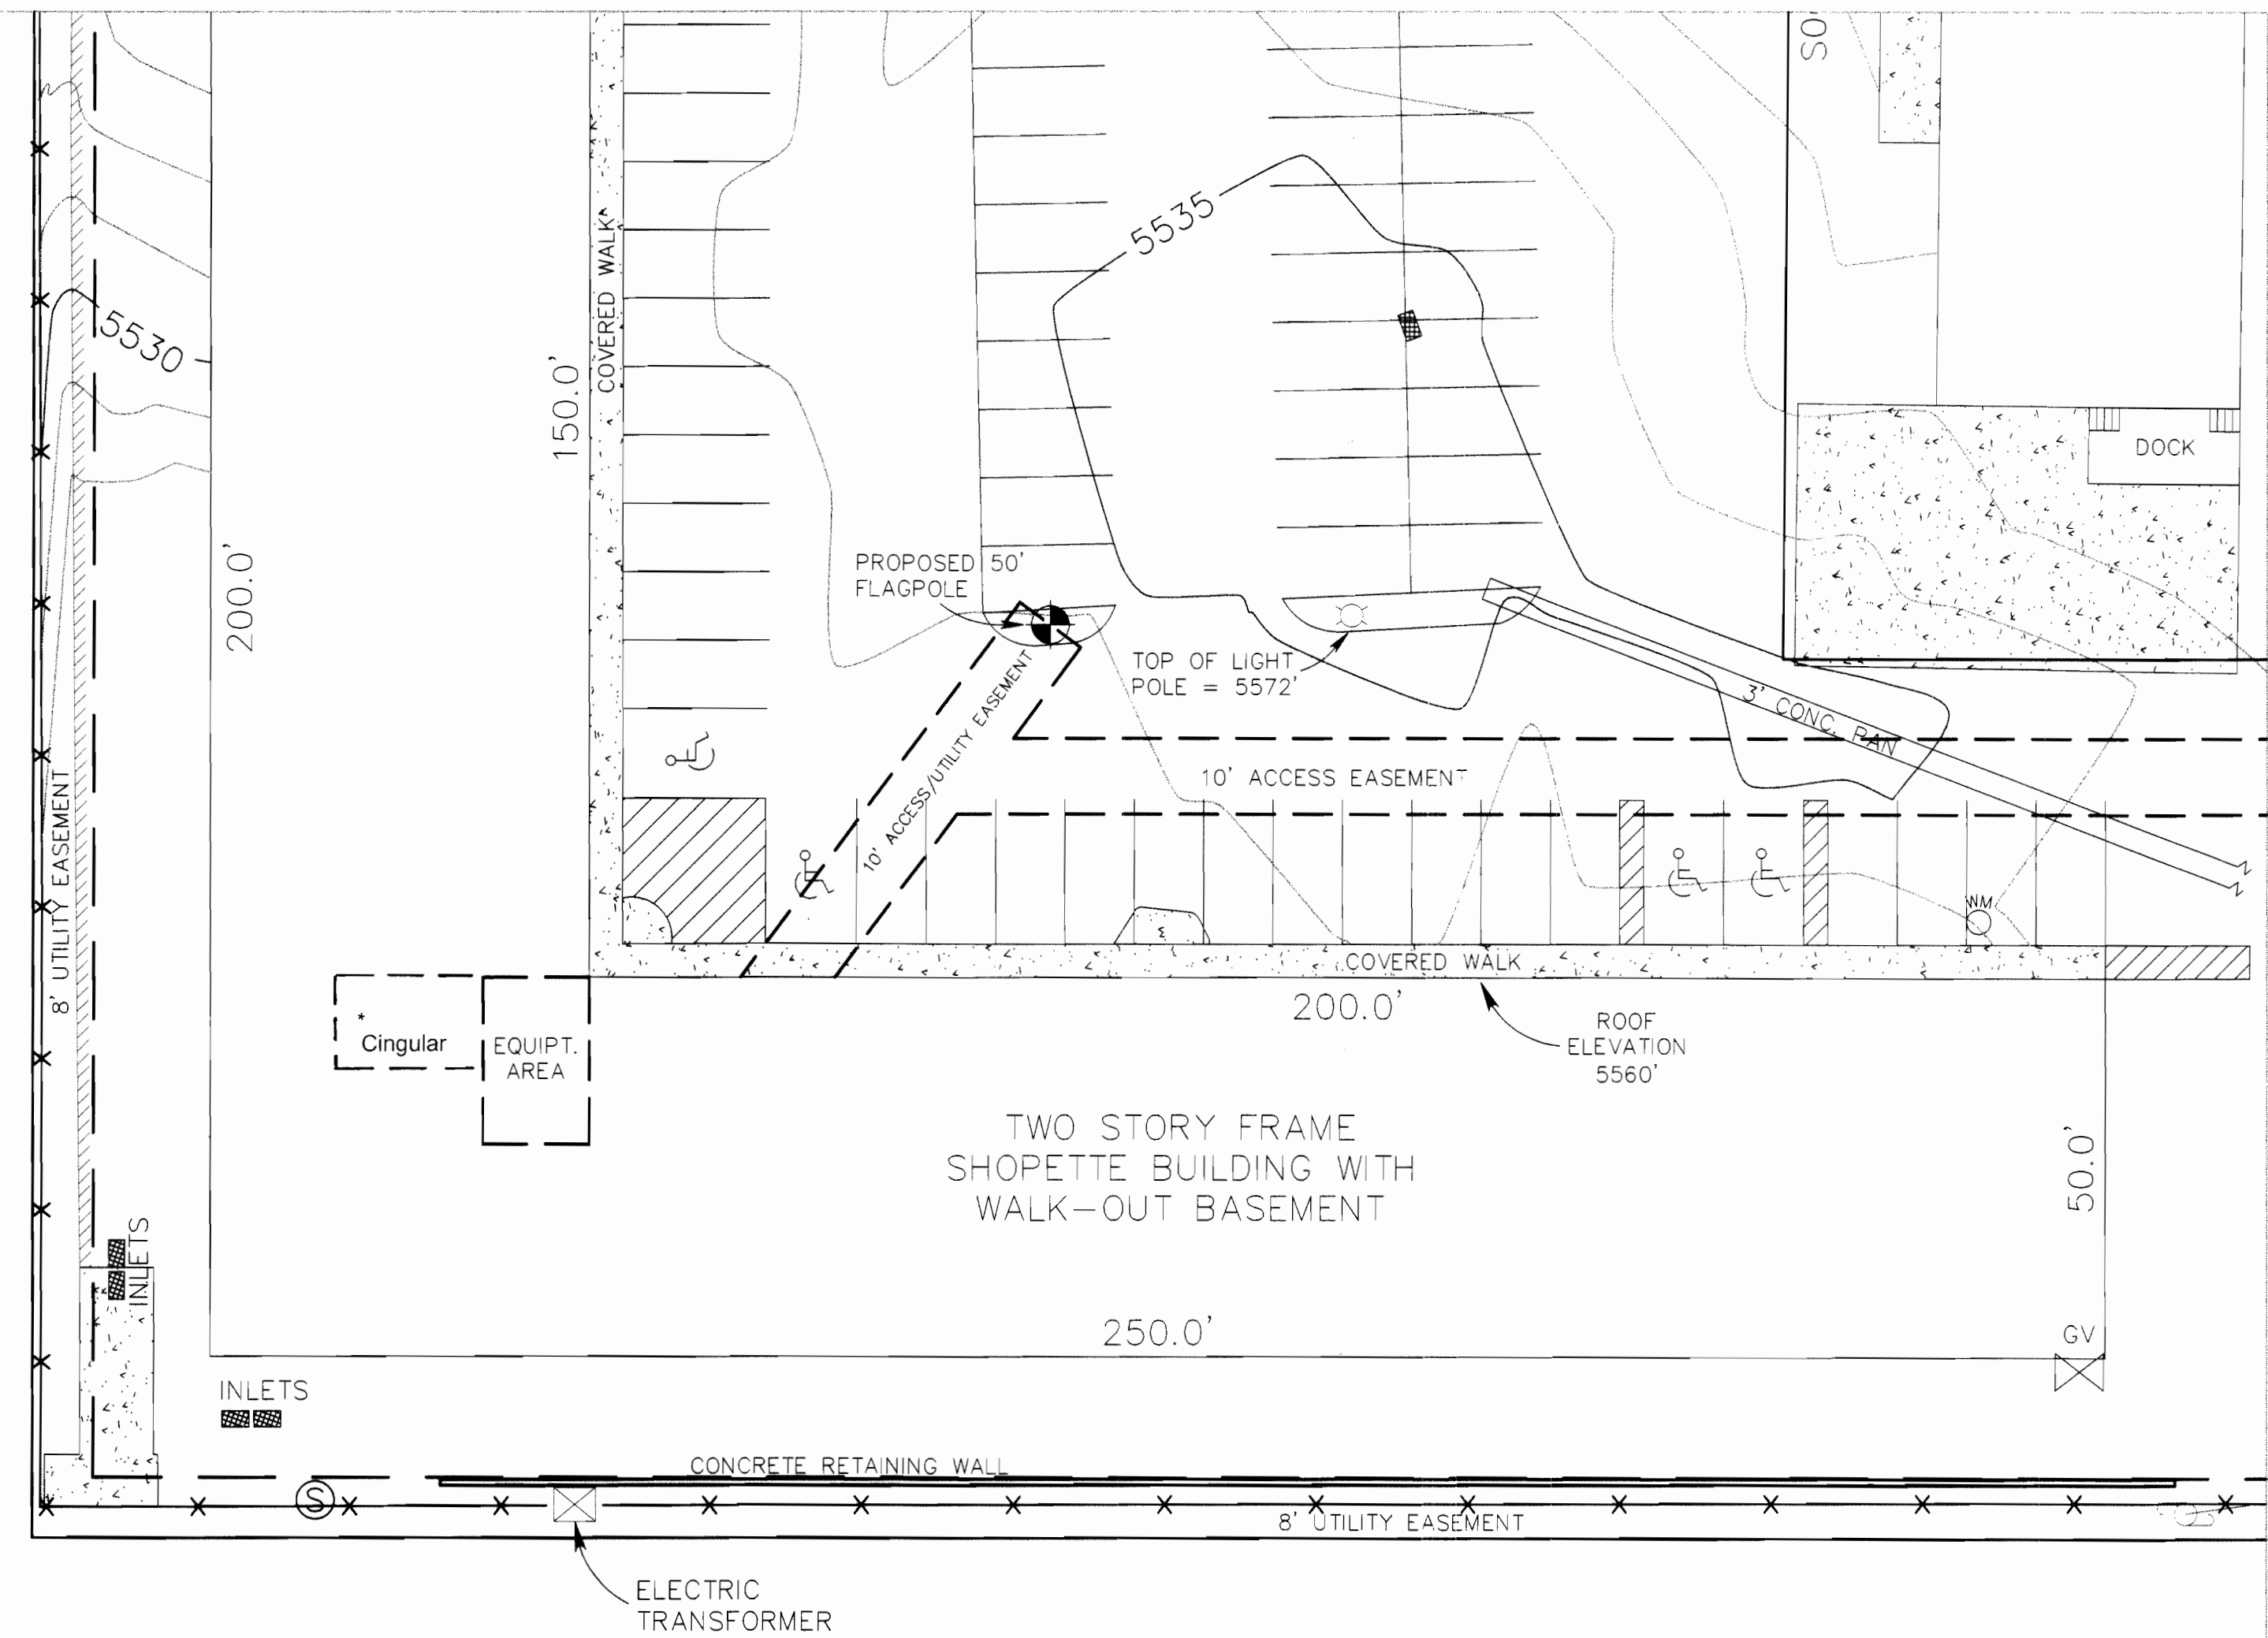 SO
5535
DOCK
5530
COVERED WALK
150.0'
200.0'
PROPOSED 50'
FLAGPOLE
TOP OF LIGHT
POLE = 5572'
3' CONC. PAN
10' ACCESS/UTILITY EASEMENT
10' ACCESS EASEMENT
8' UTILITY EASEMENT
WM
COVERED WALK
200.0'
ROOF
ELEVATION
5560'
*
Cingular
EQUIPT.
AREA
TWO STORY FRAME
SHOPETTE BUILDING WITH
WALK-OUT BASEMENT
50.0'
INLETS
250.0'
GV
INLETS
CONCRETE RETAINING WALL
S
8' UTILITY EASEMENT
ELECTRIC
TRANSFORMER